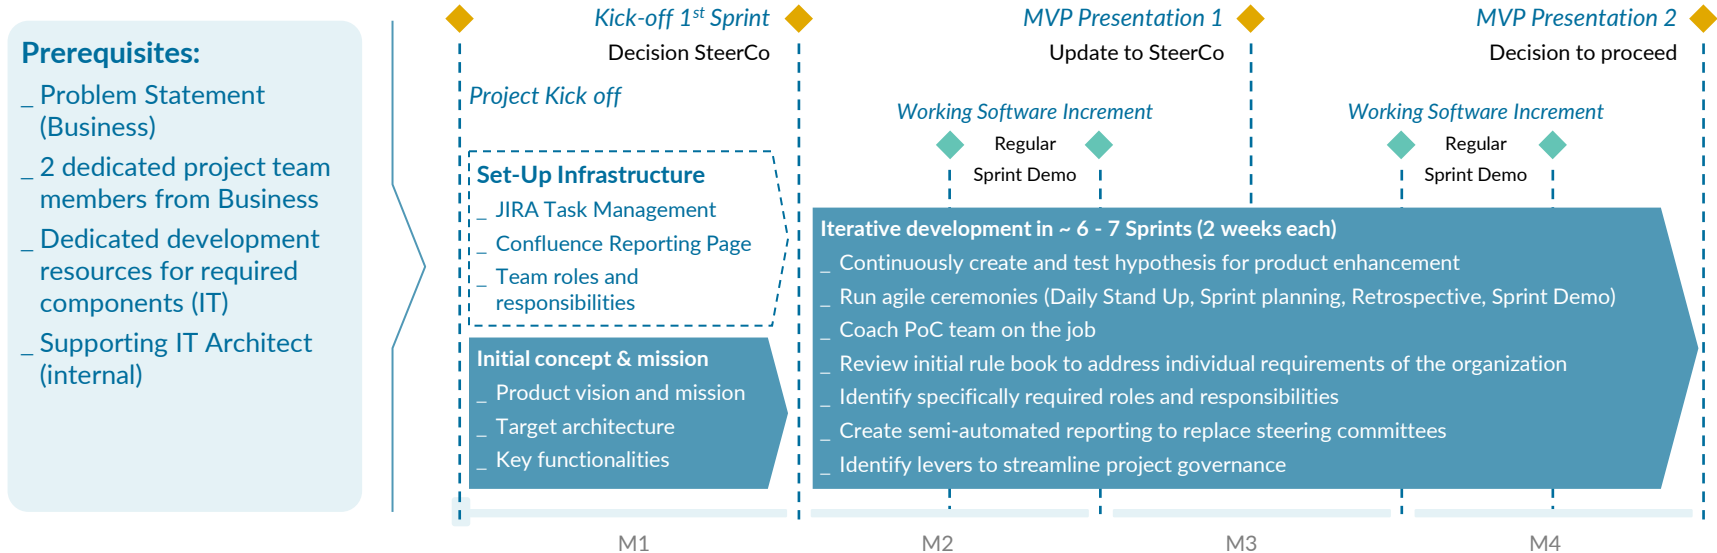 Prerequisites:
_ Problem Statement
(Business)
_ 2 dedicated project team
members from Business
_ Dedicated development
resources for required
components (IT)
_ Supporting IT Architect
(internal)
Kick-off 1st Sprint
Decision SteerCo
Project Kick off
MVP Presentation 1
Update to SteerCo
MVP Presentation 2
Decision to proceed
Working Software Increment
Regular
Sprint Demo
Working Software Increment
Regular
Sprint Demo
Set-Up Infrastructure
_ JIRA Task Management
_ Confluence Reporting Page
_ Team roles and
responsibilities
Initial concept & mission
_ Product vision and mission
_ Target architecture
_ Key functionalities
Iterative development in ~ 6 - 7 Sprints (2 weeks each)
_ Continuously create and test hypothesis for product enhancement
_ Run agile ceremonies (Daily Stand Up, Sprint planning, Retrospective, Sprint Demo)
_ Coach PoC team on the job
_ Review initial rule book to address individual requirements of the organization
_ Identify specifically required roles and responsibilities
_ Create semi-automated reporting to replace steering committees
_ Identify levers to streamline project governance
M1
M2
M3
M4